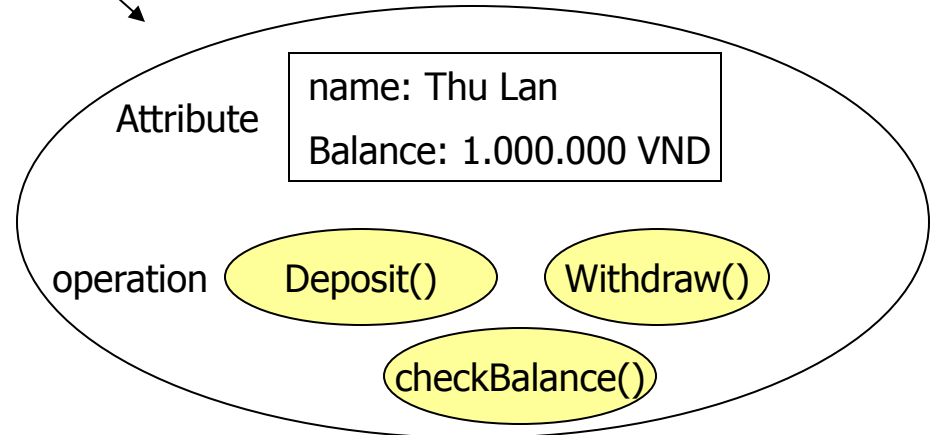 Attribute
name: Thu Lan
Balance: 1.000.000 VND
operation
Deposit()
Withdraw()
checkBalance()